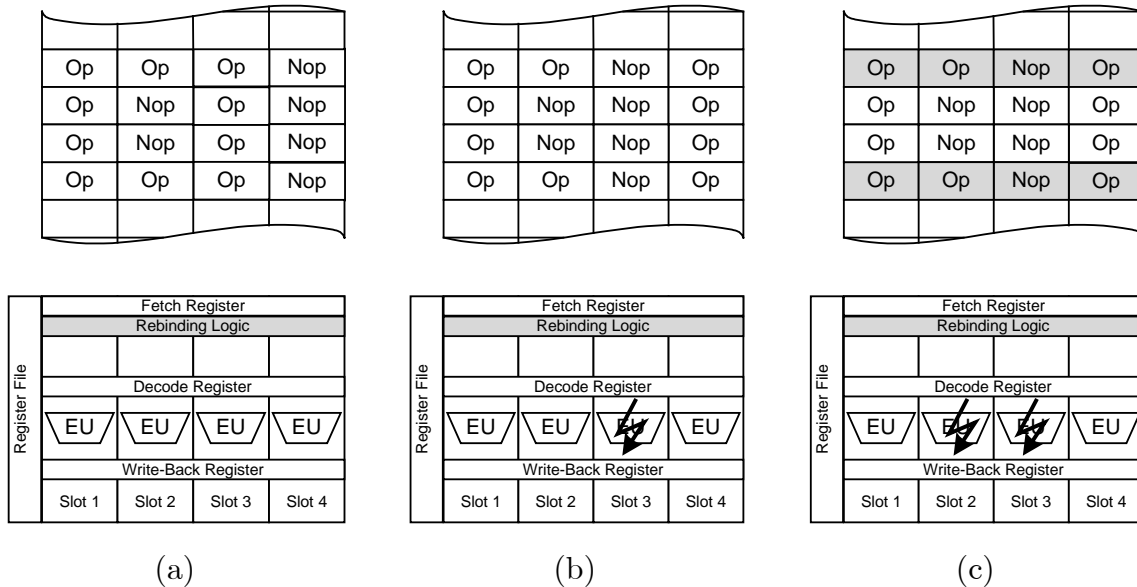 Op Op Op Nop
Op Nop Op Nop
Op Nop Op Nop
Op Op Op Nop
Fetch Register
Rebinding Logic
Register File
Decode Register
EU EU EU EU
Write-Back Register
Slot 1 Slot 2 Slot 3 Slot 4
(a)
Op Op Nop Op
Op Nop Nop Op
Op Nop Nop Op
Op Op Nop Op
Fetch Register
Rebinding Logic
Register File
Decode Register
EU EU EU EU
Write-Back Register
Slot 1 Slot 2 Slot 3 Slot 4
(b)
Op Op Nop Op
Op Nop Nop Op
Op Nop Nop Op
Op Op Nop Op
Fetch Register
Rebinding Logic
Register File
Decode Register
EU EU EU EU
Write-Back Register
Slot 1 Slot 2 Slot 3 Slot 4
(c)